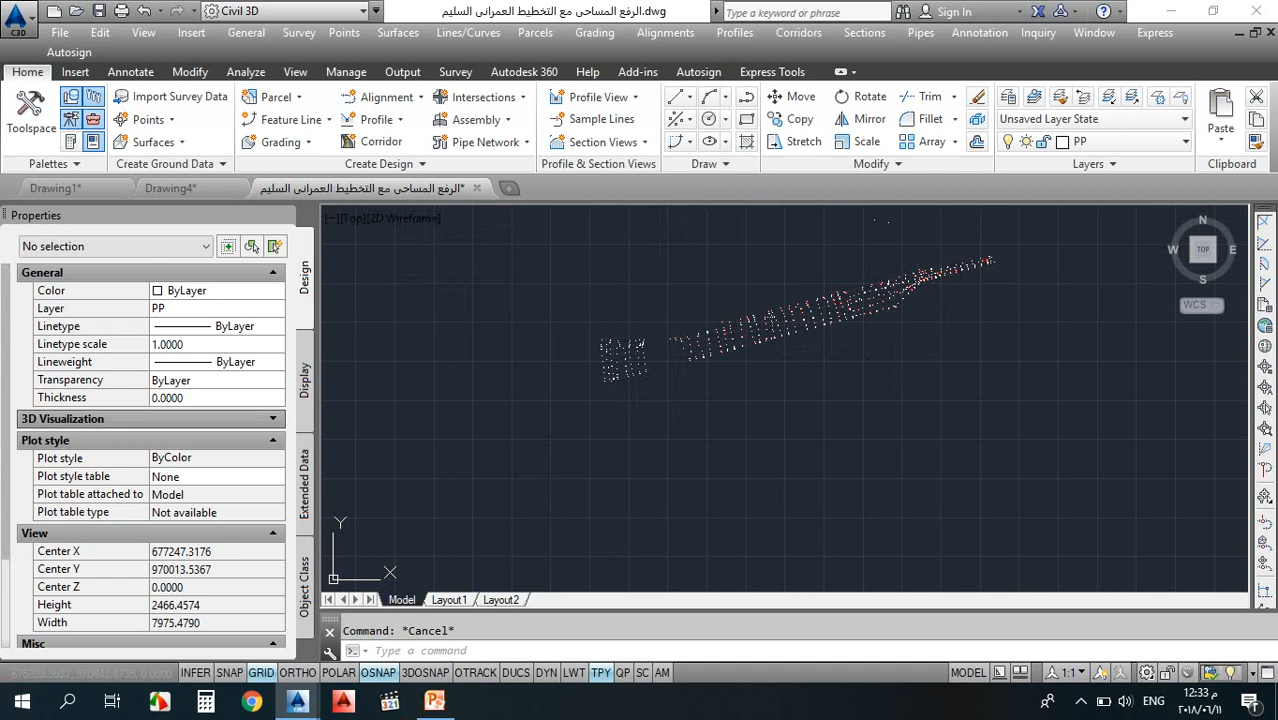 C3D
Civil 3D
الرفع المساحى مع التخطيط العمرانى السليم.dwg
Type a keyword or phrase
Sign In
File Edit View Insert General Survey Points Surfaces Lines/Curves Parcels Grading Alignments Profiles Corridors Sections Pipes Annotation Inquiry Window Express
Autosign
Home Insert Annotate Modify Analyze View Manage Output Survey Autodesk 360 Help Add-ins Autosign Express Tools
Import Survey Data Parcel Alignment Intersections Profile View Move Rotate Trim
Toolspace Points Feature Line Profile Assembly Sample Lines Copy Mirror Fillet Unsaved Layer State Paste
Surfaces Grading Corridor Pipe Network Section Views Stretch Scale Array PP
Palettes Create Ground Data Create Design Profile & Section Views Draw Modify Layers Clipboard
Drawing1* Drawing4* الرفع المساحى مع التخطيط العمرانى السليم*
Properties
[−][Top][2D Wireframe]
No selection
General
Color ByLayer
Layer PP
Linetype ByLayer
Linetype scale 1.0000
Lineweight ByLayer
Transparency ByLayer
Thickness 0.0000
3D Visualization
Plot style
Plot style ByColor
Plot style table None
Plot table attached to Model
Plot table type Not available
View
Center X 677247.3176
Center Y 970013.5367
Center Z 0.0000
Height 2466.4574
Width 7975.4790
Misc
Design
Display
Extended Data
Object Class
N
W TOP E
S
WCS
Y
X
Model Layout1 Layout2
Command: *Cancel*
Type a command
INFER SNAP GRID ORTHO POLAR OSNAP 3DOSNAP OTRACK DUCS DYN LWT TPY QP SC AM MODEL 1:1
ENG
12:33 م
٢٠١٨/٠٦/١١